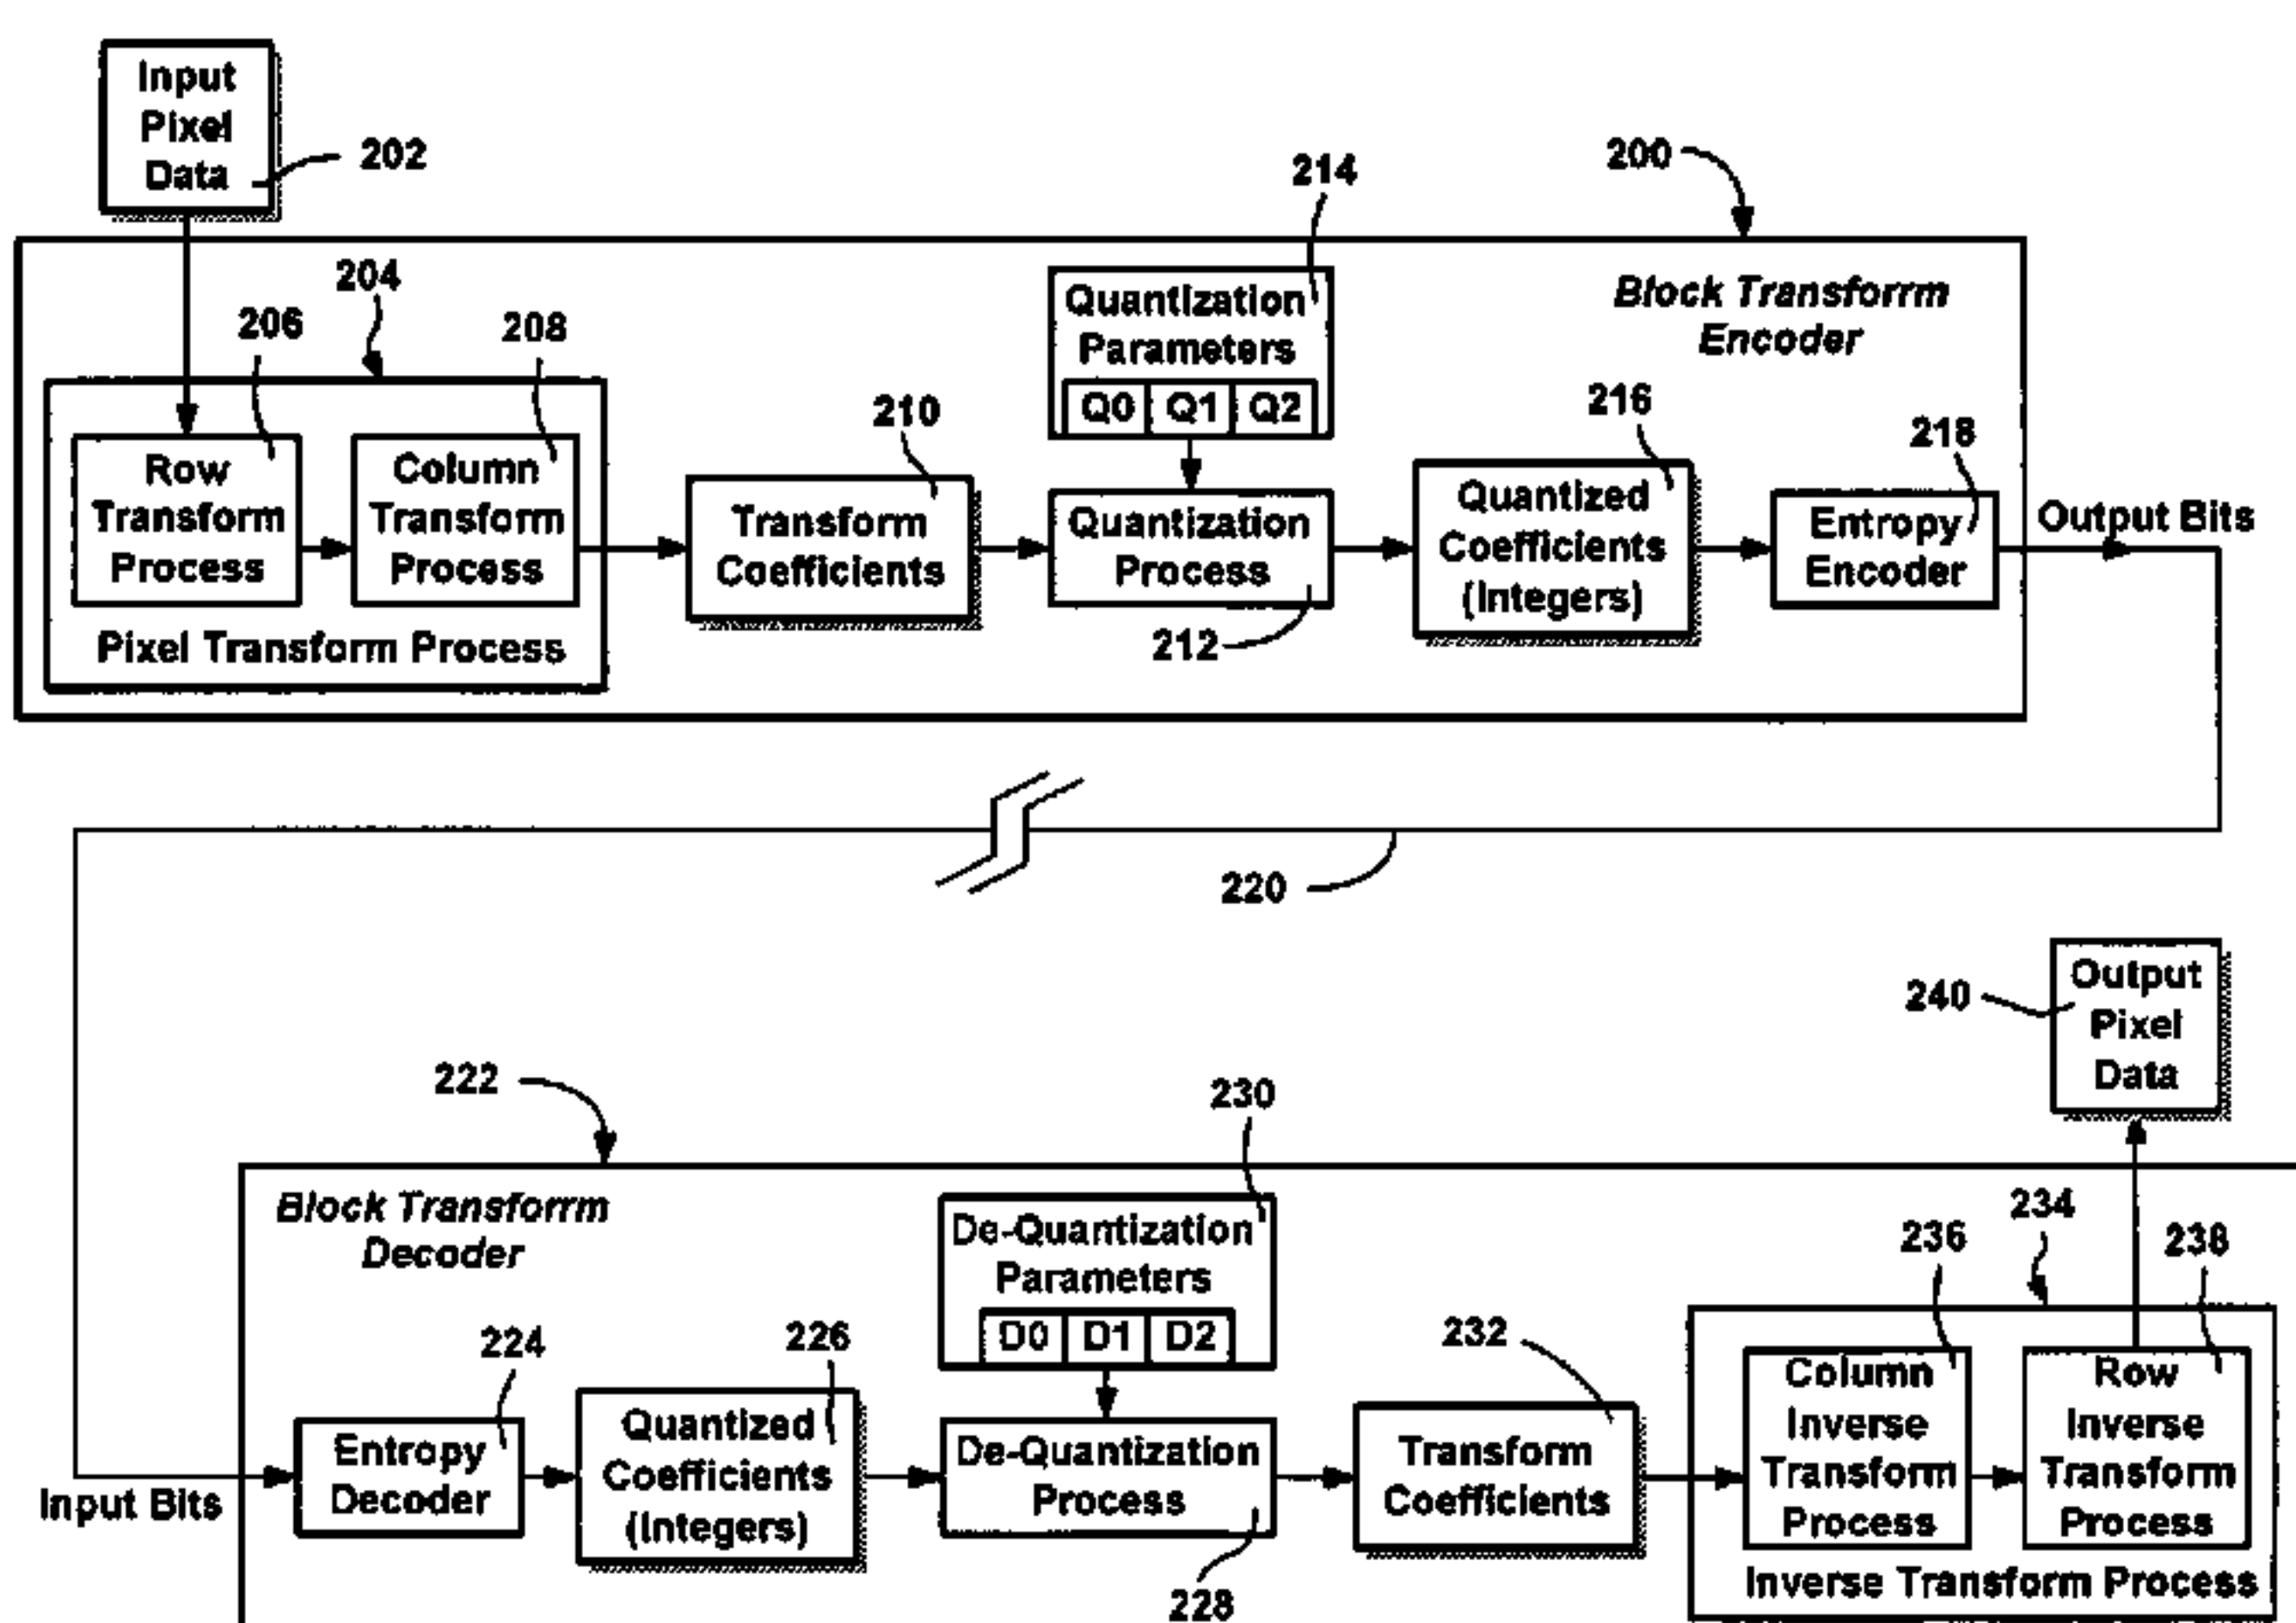 Input
Pixel
Data
202
200
214
204
206
208
Quantization
Parameters
Q0 Q1 Q2
Block Transforrm
Encoder
210
216
218
Row
Transform
Process
Column
Transform
Process
Pixel Transform Process
Transform
Coefficients
Quantization
Process
212
Quantized
Coefficients
(Integers)
Entropy
Encoder
Output Bits
220
240
Output
Pixel
Data
222
230
Block Transforrm
Decoder
De-Quantization
Parameters
D0 D1 D2
234
236
238
224
226
232
Input Bits
Entropy
Decoder
Quantized
Coefficients
(Integers)
De-Quantization
Process
228
Transform
Coefficients
Column
Inverse
Transform
Process
Row
Inverse
Transform
Process
Inverse Transform Process